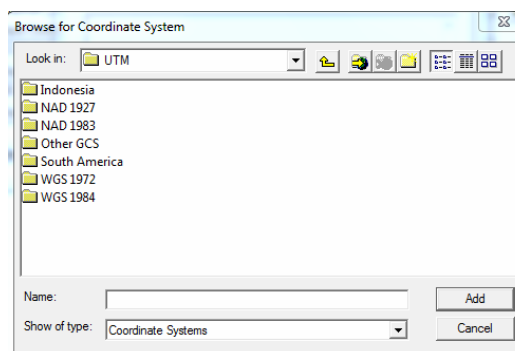 Browse for Coordinate System
Look in: UTM
Indonesia
NAD 1927
NAD 1983
Other GCS
South America
WGS 1972
WGS 1984
Name: Add
Show of type: Coordinate Systems Cancel